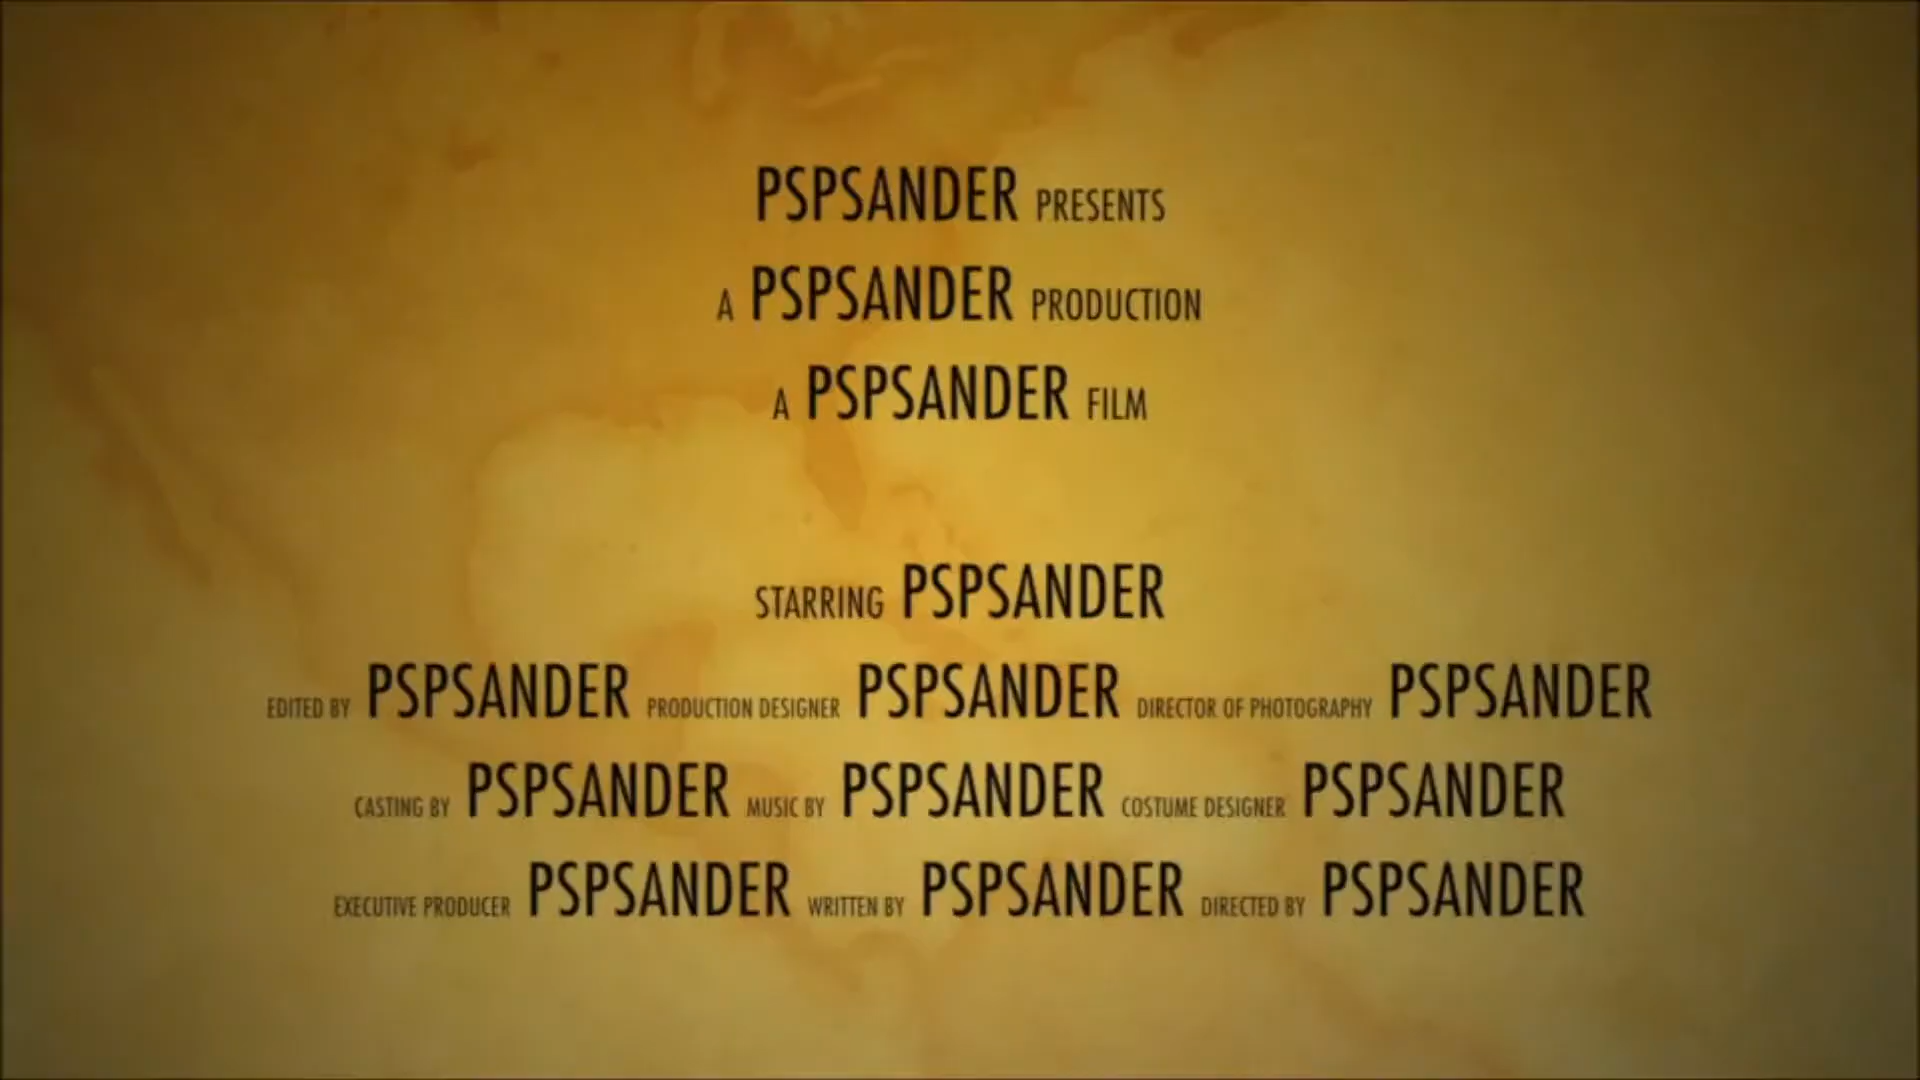 PSPSANDER PRESENTS
A PSPSANDER PRODUCTION
A PSPSANDER FILM
STARRING PSPSANDER
EDITED BY PSPSANDER PRODUCTION DESIGNER PSPSANDER DIRECTOR OF PHOTOGRAPHY PSPSANDER
CASTING BY PSPSANDER MUSIC BY PSPSANDER COSTUME DESIGNER PSPSANDER
EXECUTIVE PRODUCER PSPSANDER WRITTEN BY PSPSANDER DIRECTED BY PSPSANDER